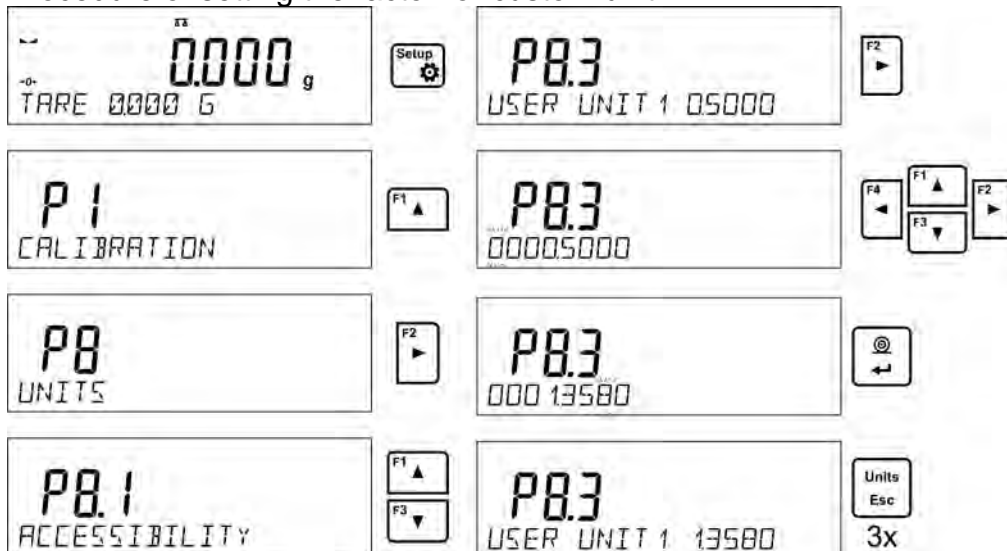 Procedure of setting the factor for custom unit
0.000 g
-0-
TARE 0.000 G
Setup
P1
CALIBRATION
F1
P8
UNITS
F2
P8.1
ACCESSIBILITY
F1
F3
P8.3
USER UNIT 1 0.5000
F2
P8.3
0000.5000
F4 F1 F2
F3
P8.3
0001.3580
P8.3
USER UNIT 1 1.3580
Units
Esc
3x